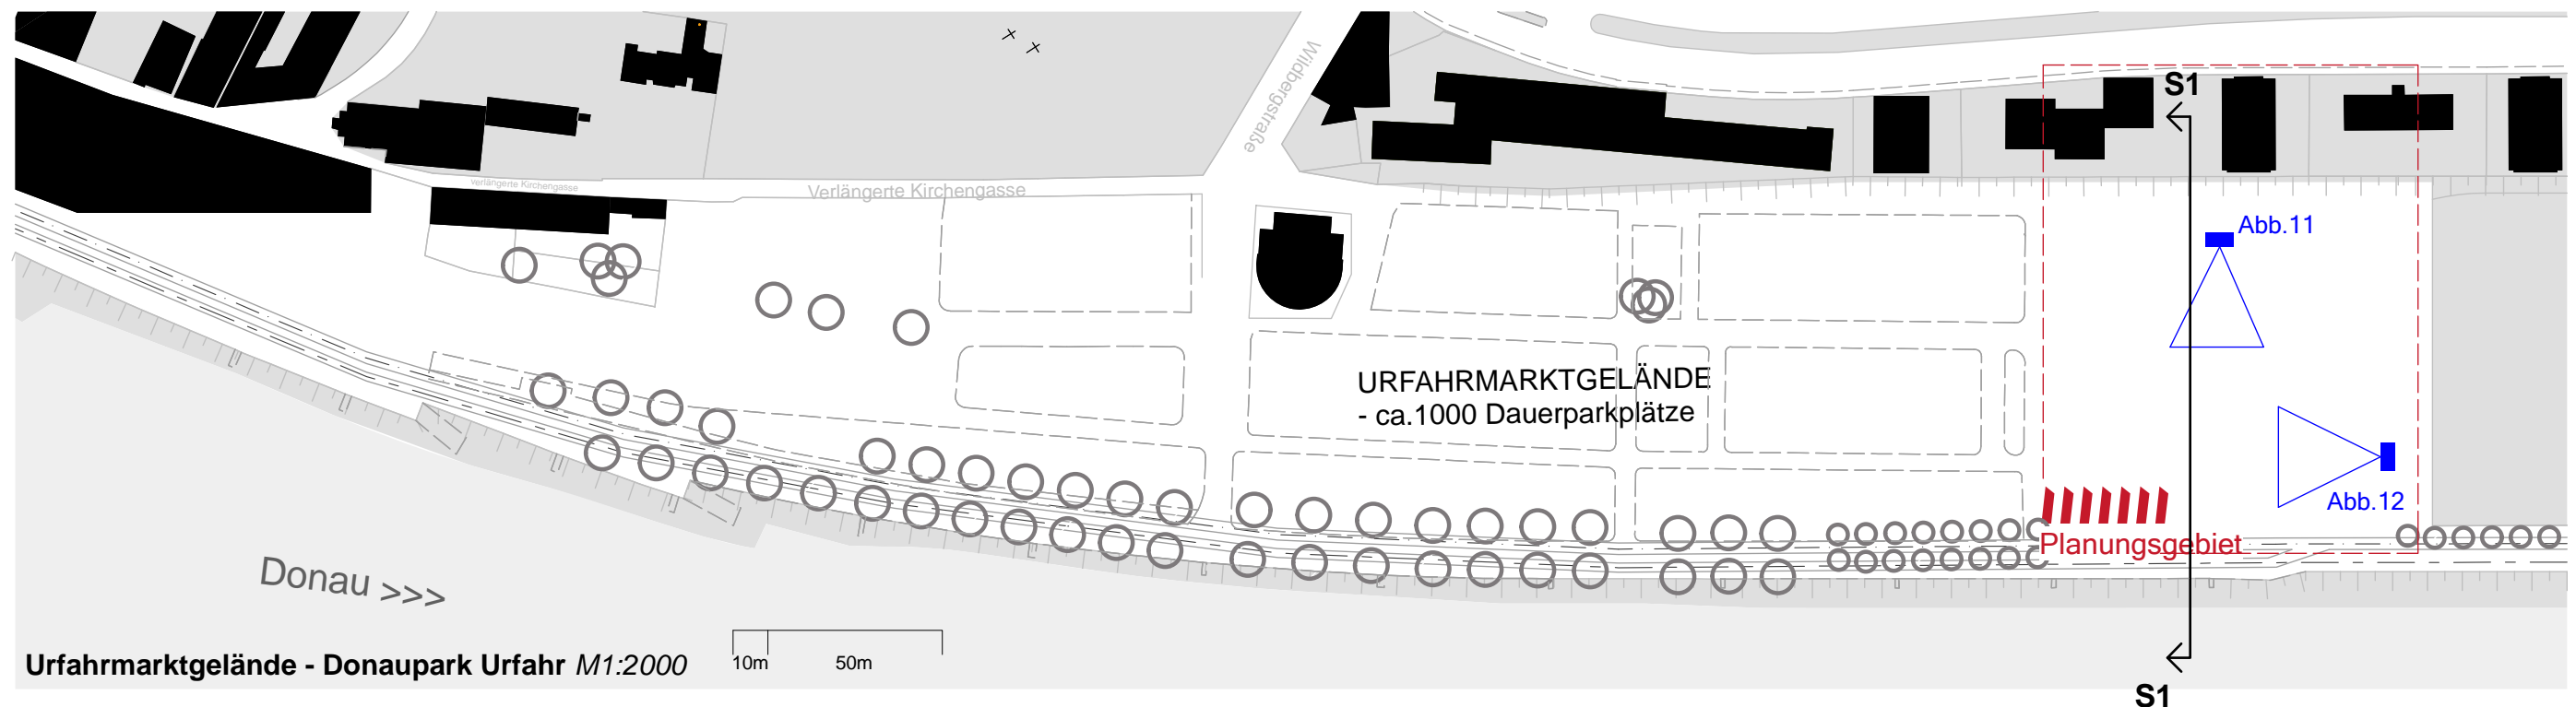 S1
Wildbergstraße
verlängerte Kirchengasse
Verlängerte Kirchengasse
Abb.11
URFAHRMARKTGELÄNDE
- ca.1000 Dauerparkplätze
Abb.12
Planungsgebiet
Donau >>>
Urfahrmarktgelände - Donaupark Urfahr M1:2000
10m 50m
S1